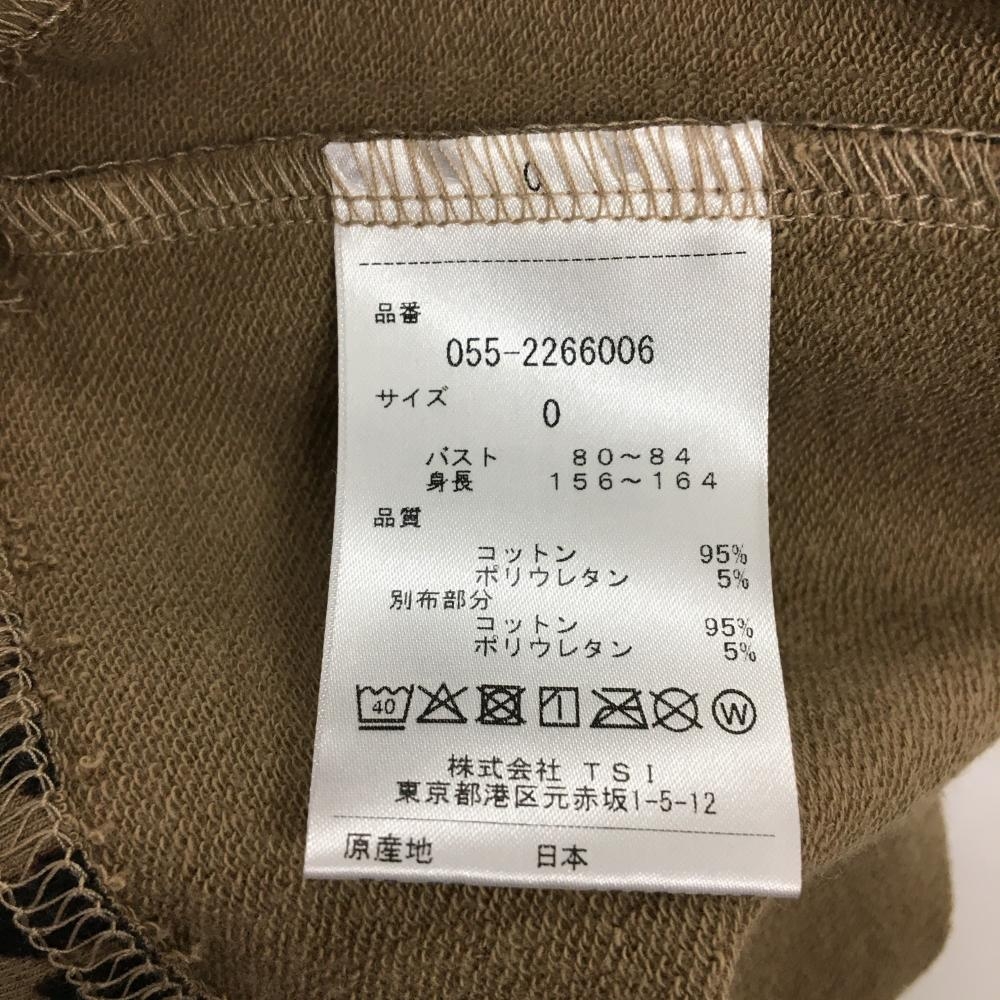 品番
055-2266006
サイズ 0
バスト 80～84
身長 156～164
品質
コットン 95%
ポリウレタン 5%
別布部分
コットン 95%
ポリウレタン 5%
40 W
株式会社 TSI
東京都港区元赤坂1-5-12
原産地 日本